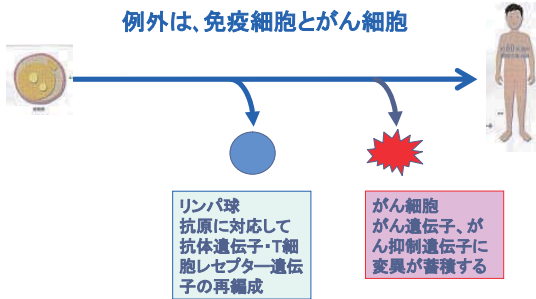 例外は、免疫細胞とがん細胞
リンパ球
抗原に対応して
抗体遺伝子・T細
胞レセプター遺伝
子の再編成
がん細胞
がん遺伝子、が
ん抑制遺伝子に
変異が蓄積する